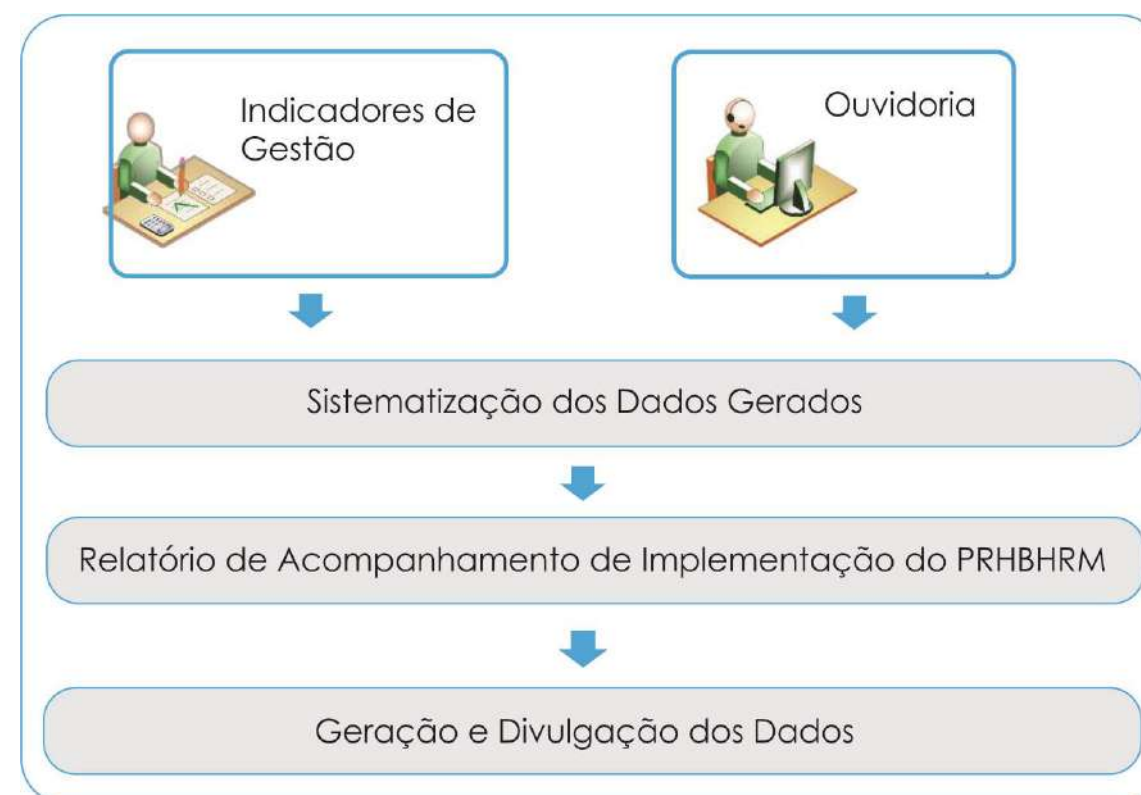 Indicadores de
Gestão
Ouvidoria
Sistematização dos Dados Gerados
Relatório de Acompanhamento de Implementação do PRHBHRM
Geração e Divulgação dos Dados